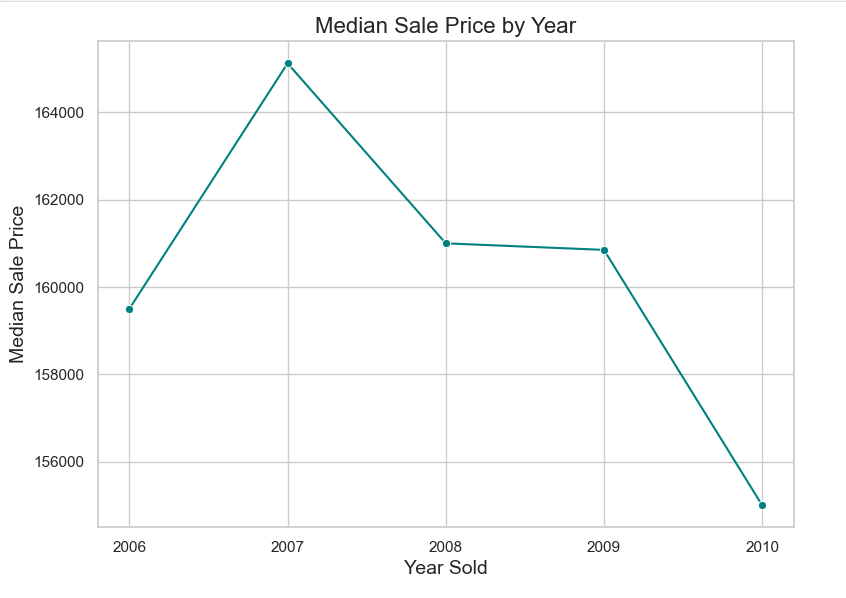 Median Sale Price by Year
Median Sale Price
164000
162000
160000
158000
156000
2006 2007 2008 2009 2010
Year Sold